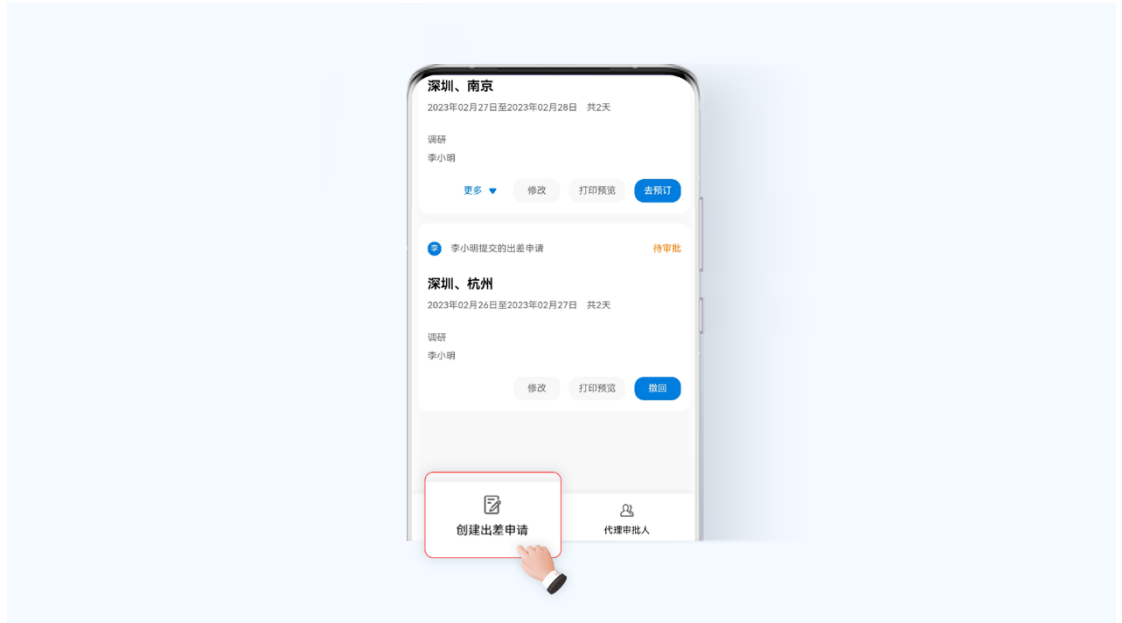 深圳、南京
2023年02月27日至2023年02月28日 共2天
调研
李小明
更多 修改 打印预览 去预订
李 李小明提交的出差申请 待审批
深圳、杭州
2023年02月26日至2023年02月27日 共2天
调研
李小明
修改 打印预览 撤回
创建出差申请 代理审批人